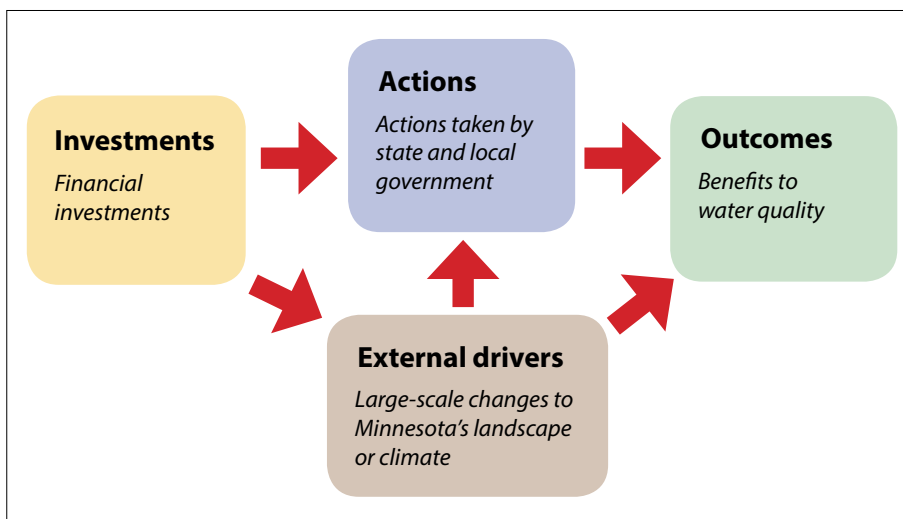 Investments
Financial
investments
Actions
Actions taken by
state and local
government
Outcomes
Benefits to
water quality
External drivers
Large-scale changes to
Minnesota’s landscape
or climate